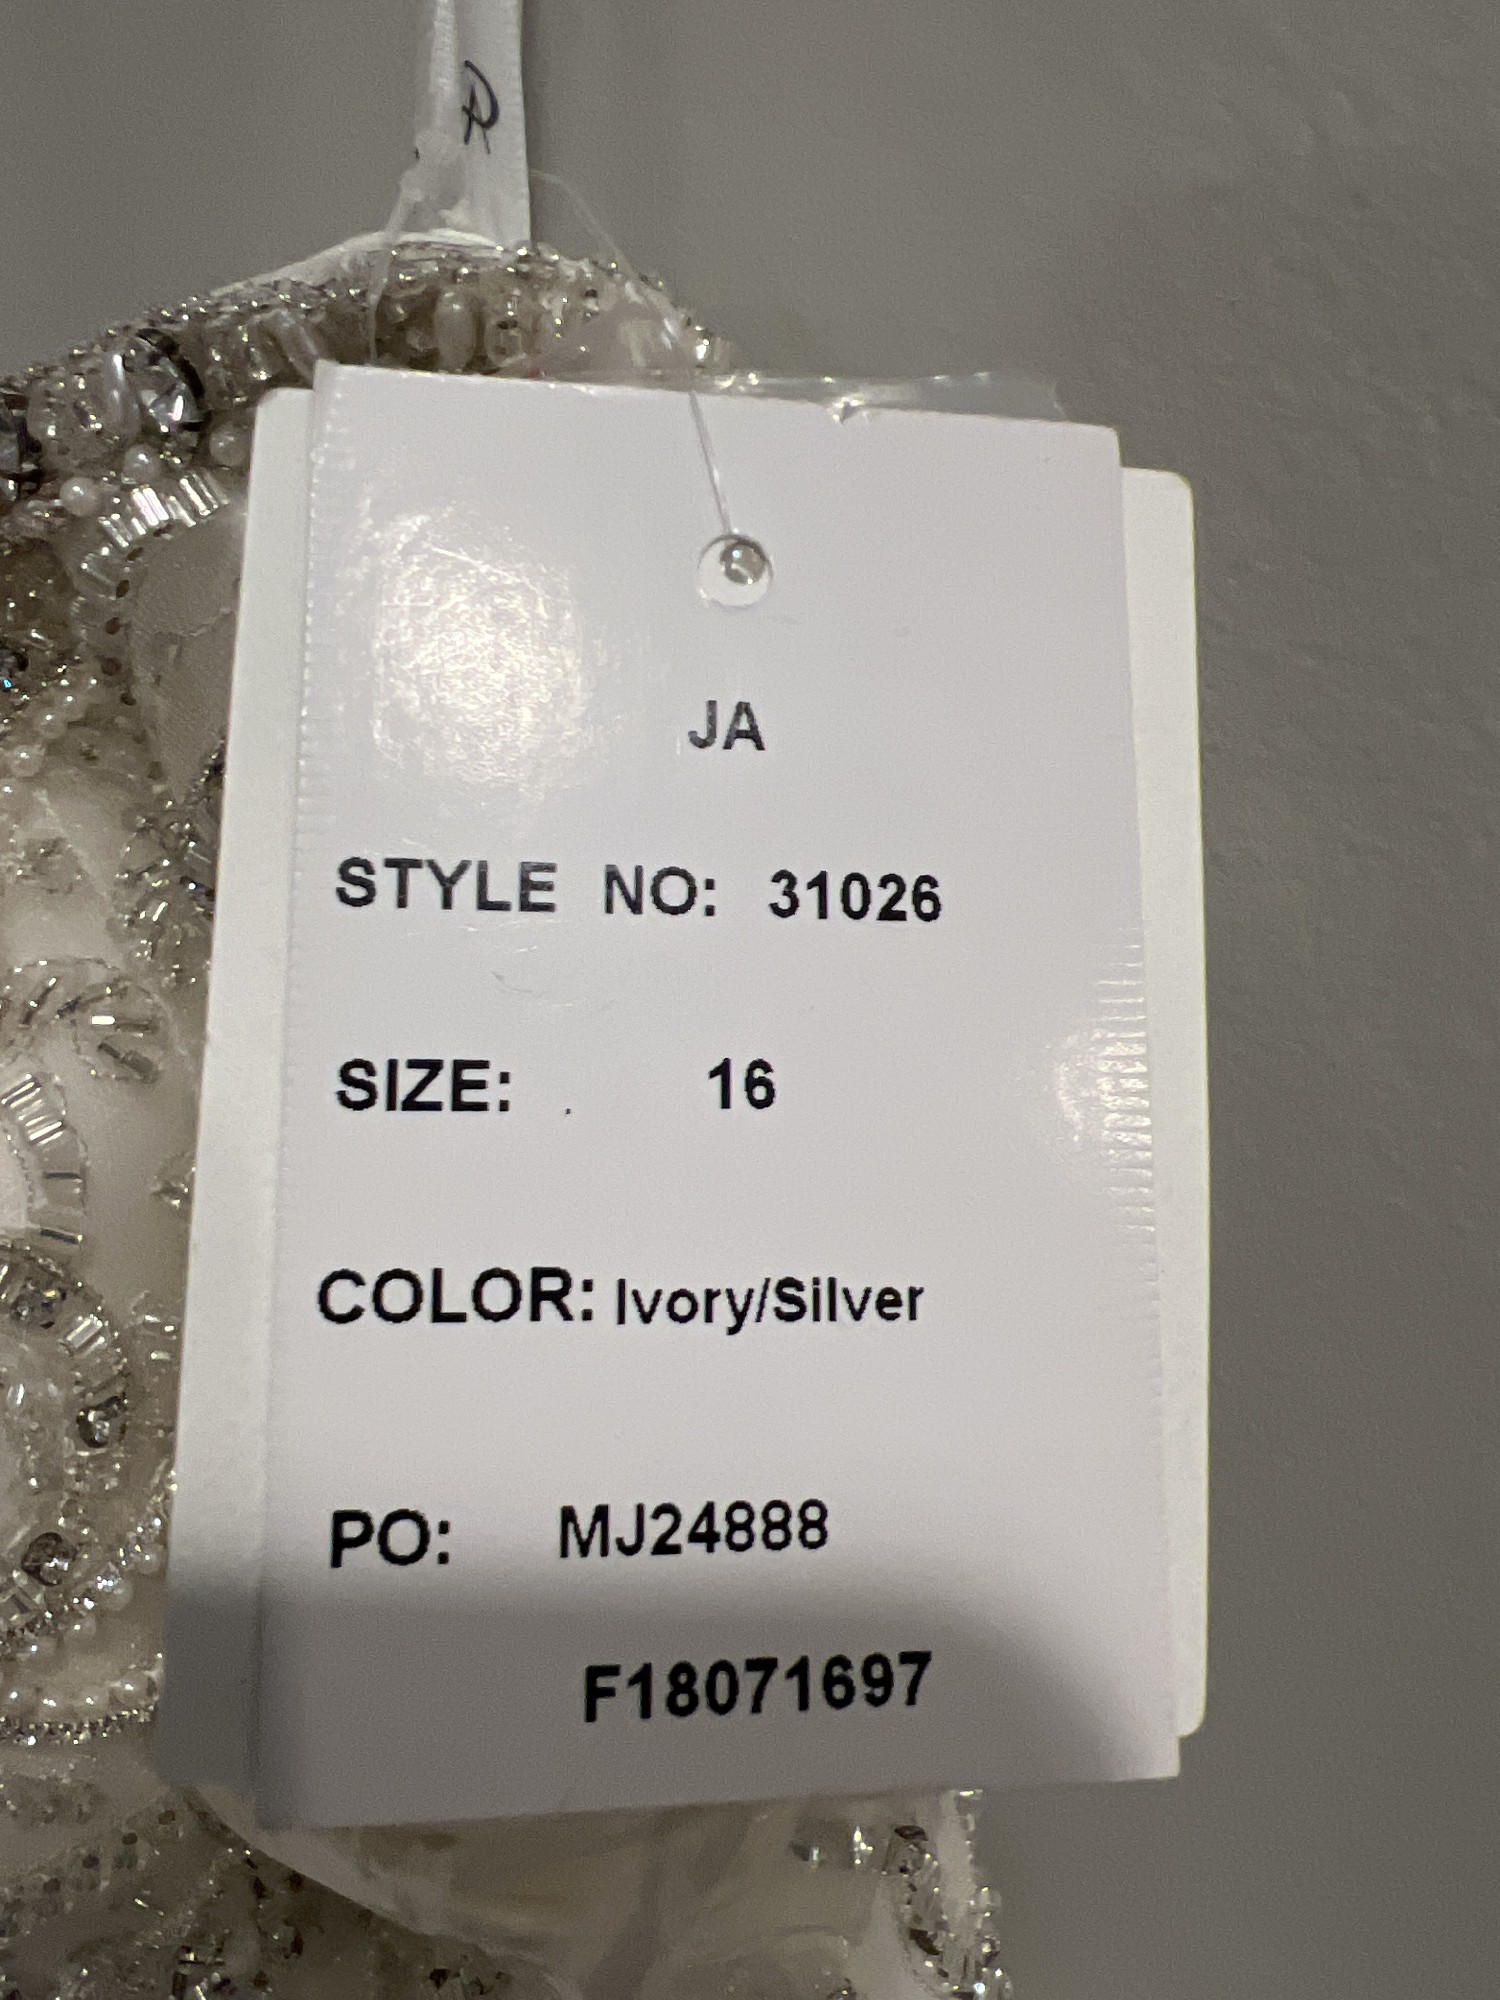 R
JA
STYLE NO: 31026
SIZE: 16
COLOR: Ivory/Silver
PO: MJ24888
F18071697